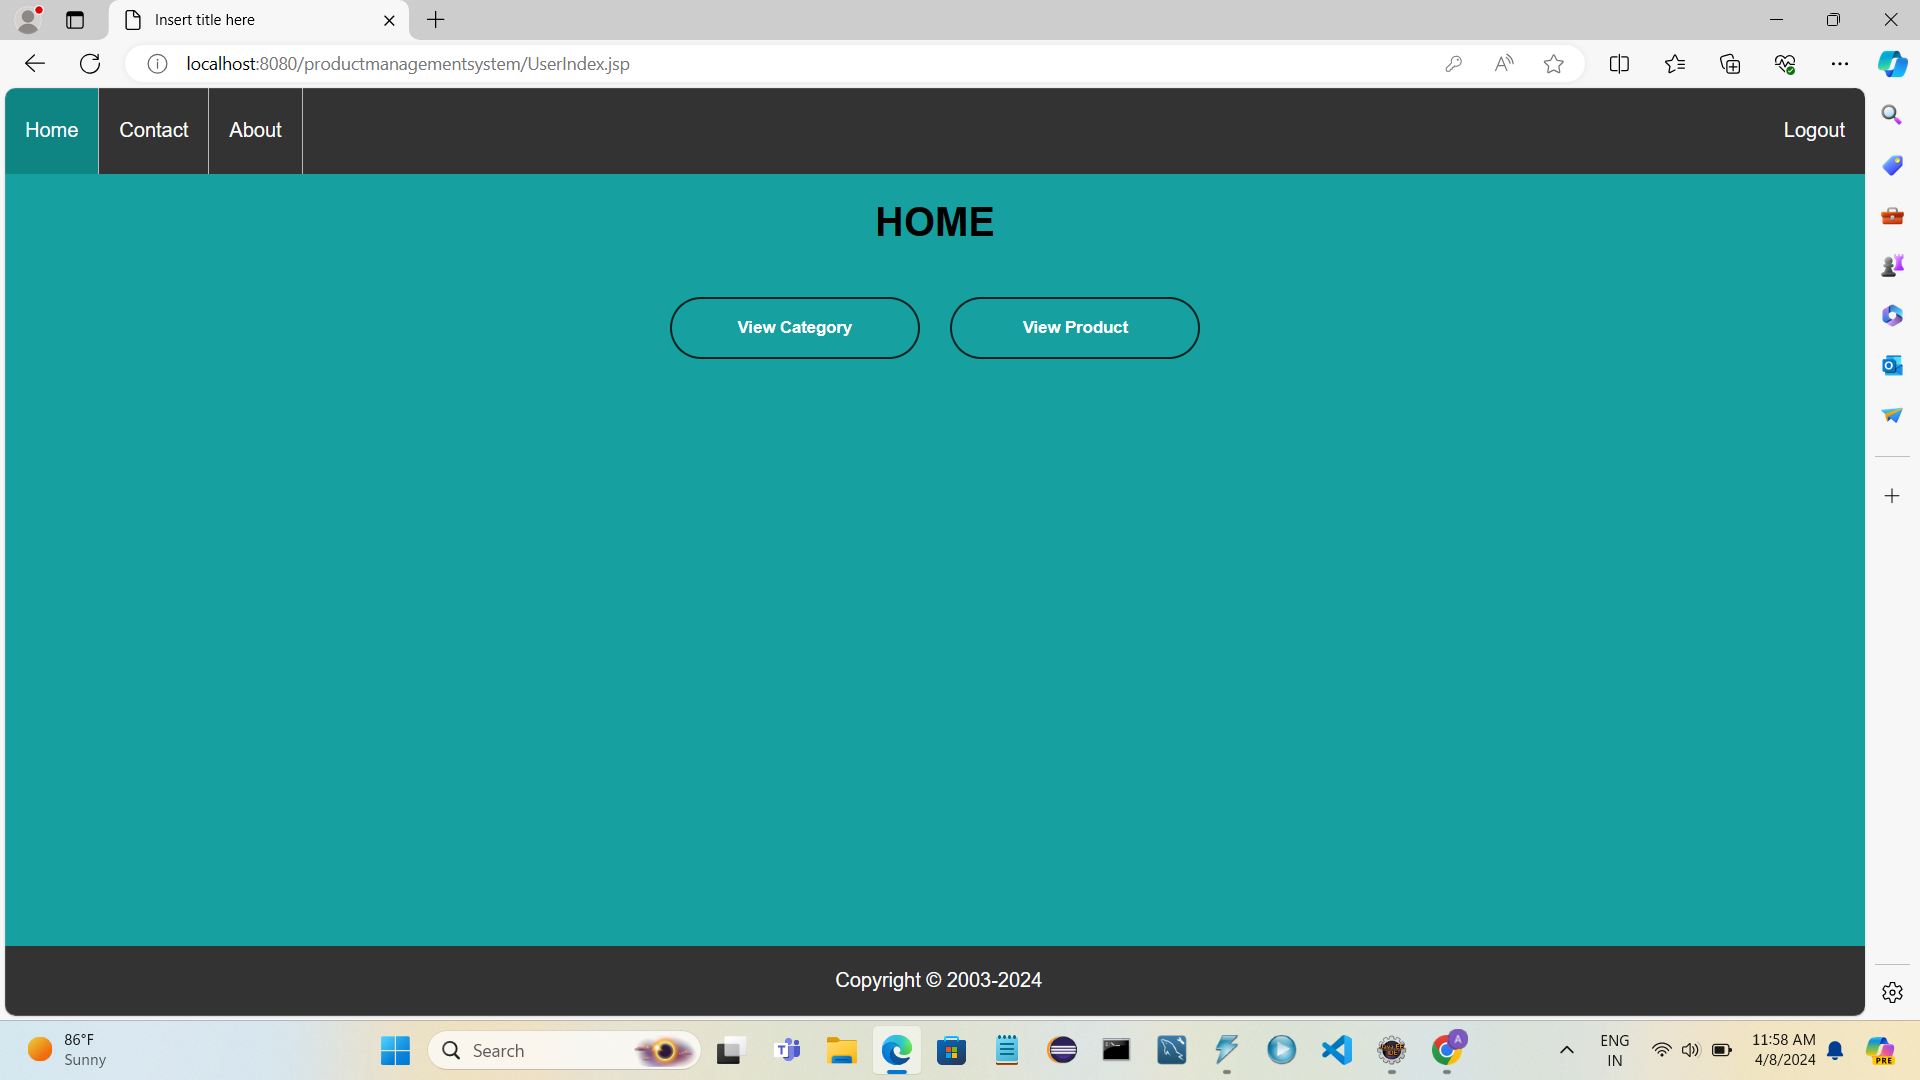 Insert title here
localhost:8080/productmanagementsystem/UserIndex.jsp
Home Contact About Logout
HOME
View Category View Product
Copyright © 2003-2024
86°F
Sunny
Search
A
ENG
IN
11:58 AM
4/8/2024
PRE